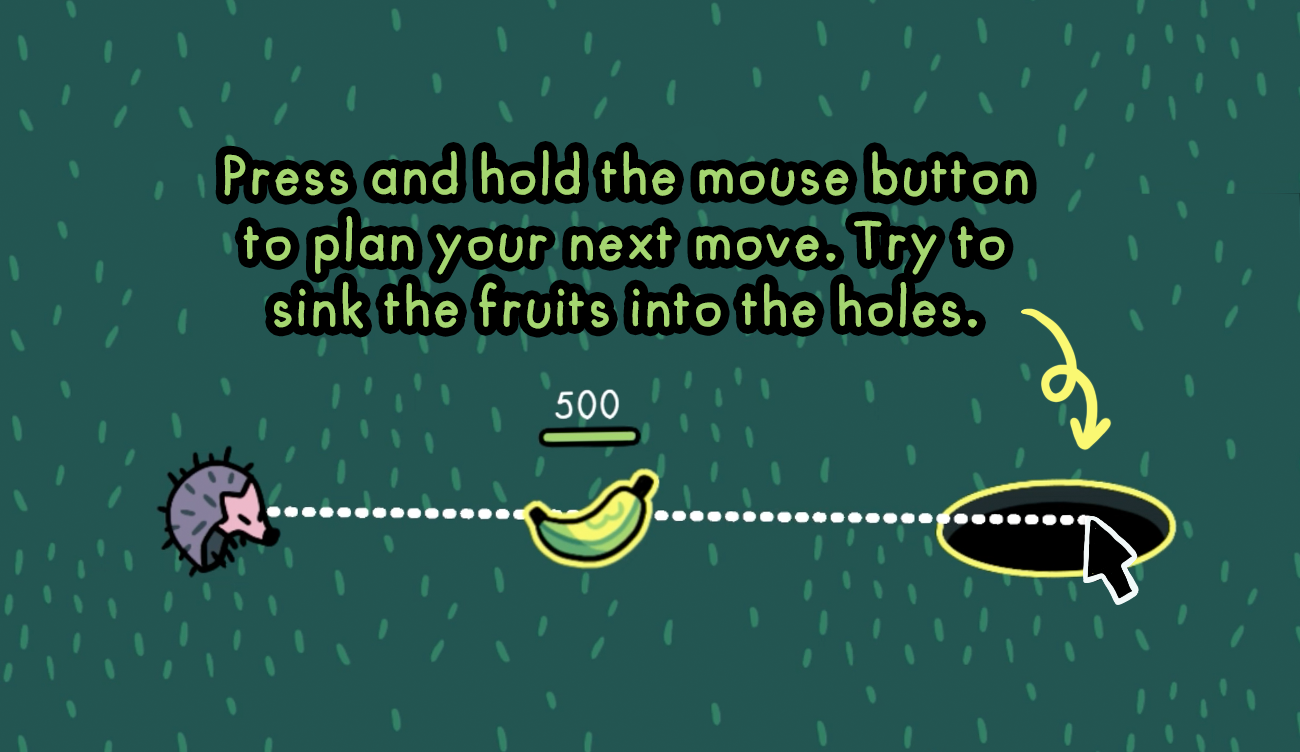 Press and hold the mouse button
to plan your next move. Try to
sink the fruits into the holes.
500